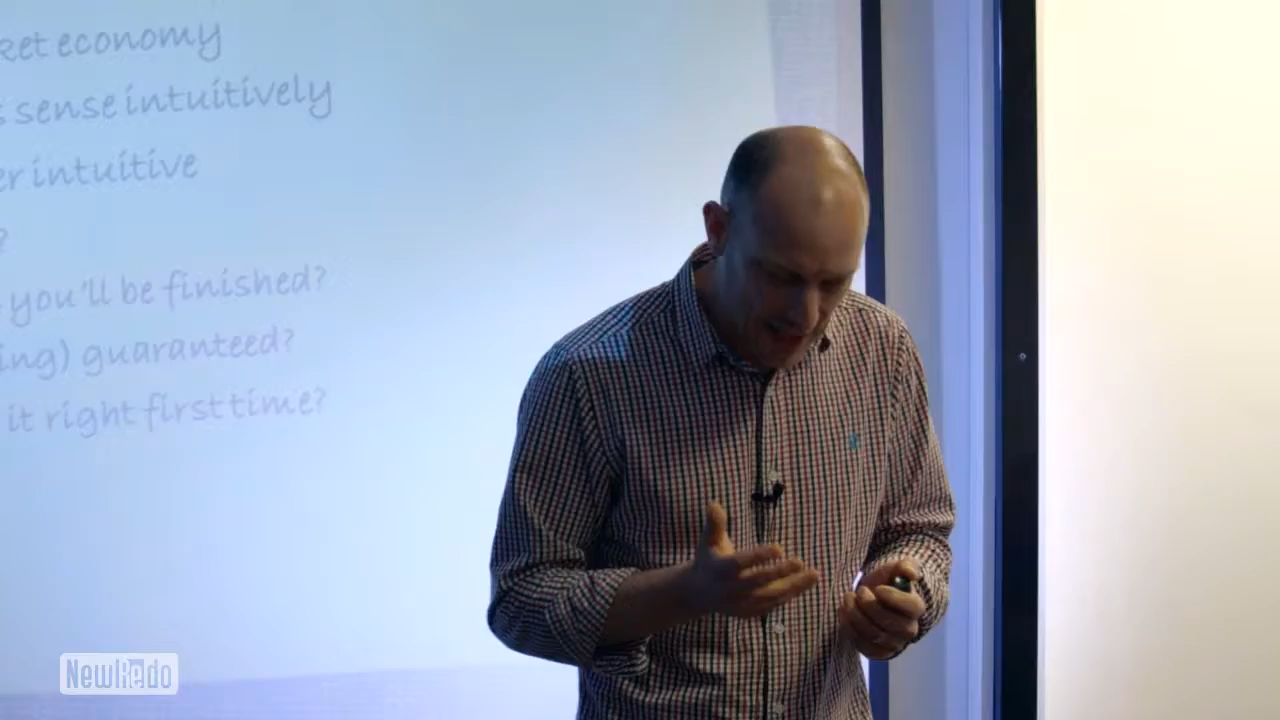 ket economy
s sense intuitively
er intuitive
?
you'll be finished?
ing) guaranteed?
it right first time?
NewRedo